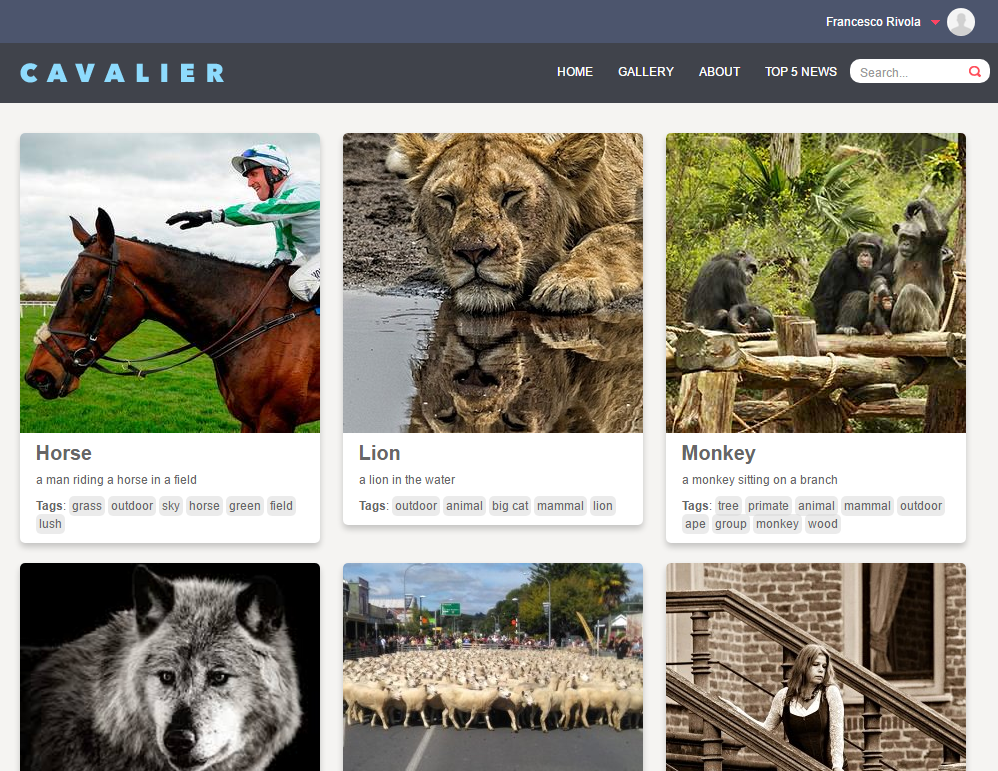 Francesco Rivola
CAVALIER
HOME GALLERY ABOUT TOP 5 NEWS Search...
Horse
a man riding a horse in a field
Tags: grass outdoor sky horse green field
lush
Lion
a lion in the water
Tags: outdoor animal big cat mammal lion
Monkey
a monkey sitting on a branch
Tags: tree primate animal mammal outdoor
ape group monkey wood